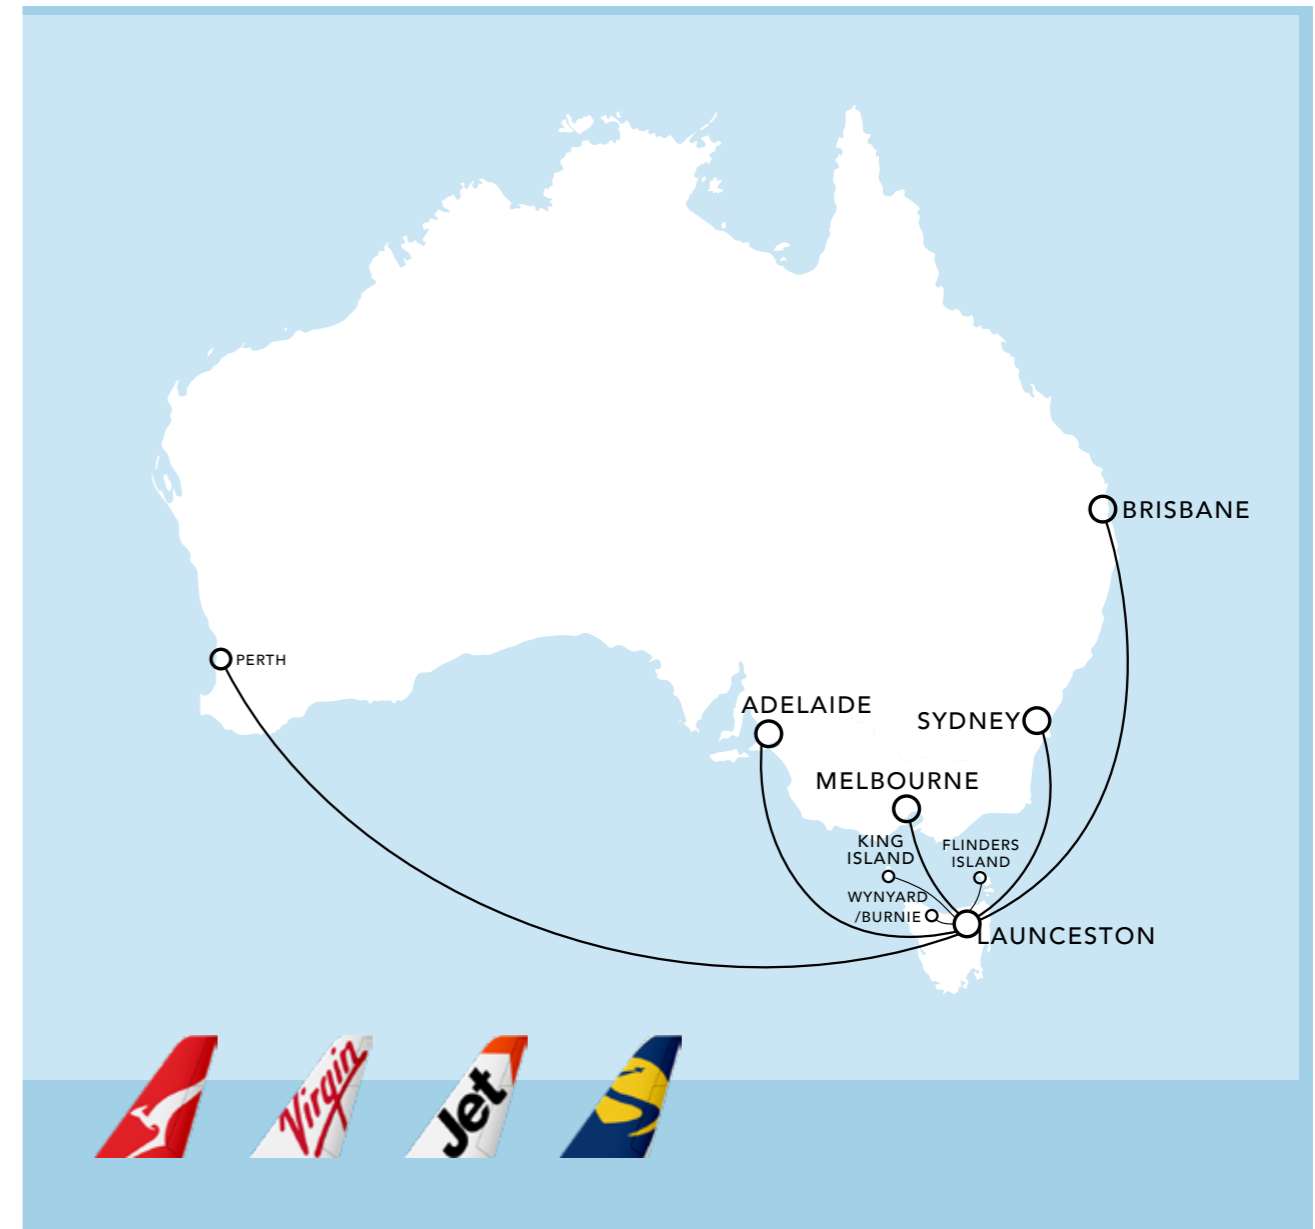 BRISBANE
PERTH
ADELAIDE
SYDNEY
MELBOURNE
KING
ISLAND
FLINDERS
ISLAND
WYNYARD
/BURNIE
LAUNCESTON
Virgin
Jet